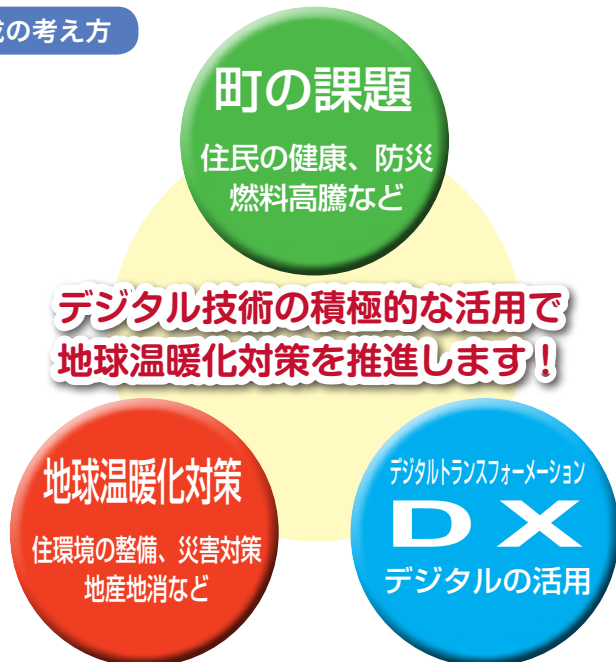 の考え方
町の課題
住民の健康、防災
燃料高騰など
デジタル技術の積極的な活用で
地球温暖化対策を推進します！
地球温暖化対策
住環境の整備、災害対策
地産地消など
デジタルトランスフォーメーション
DX
デジタルの活用